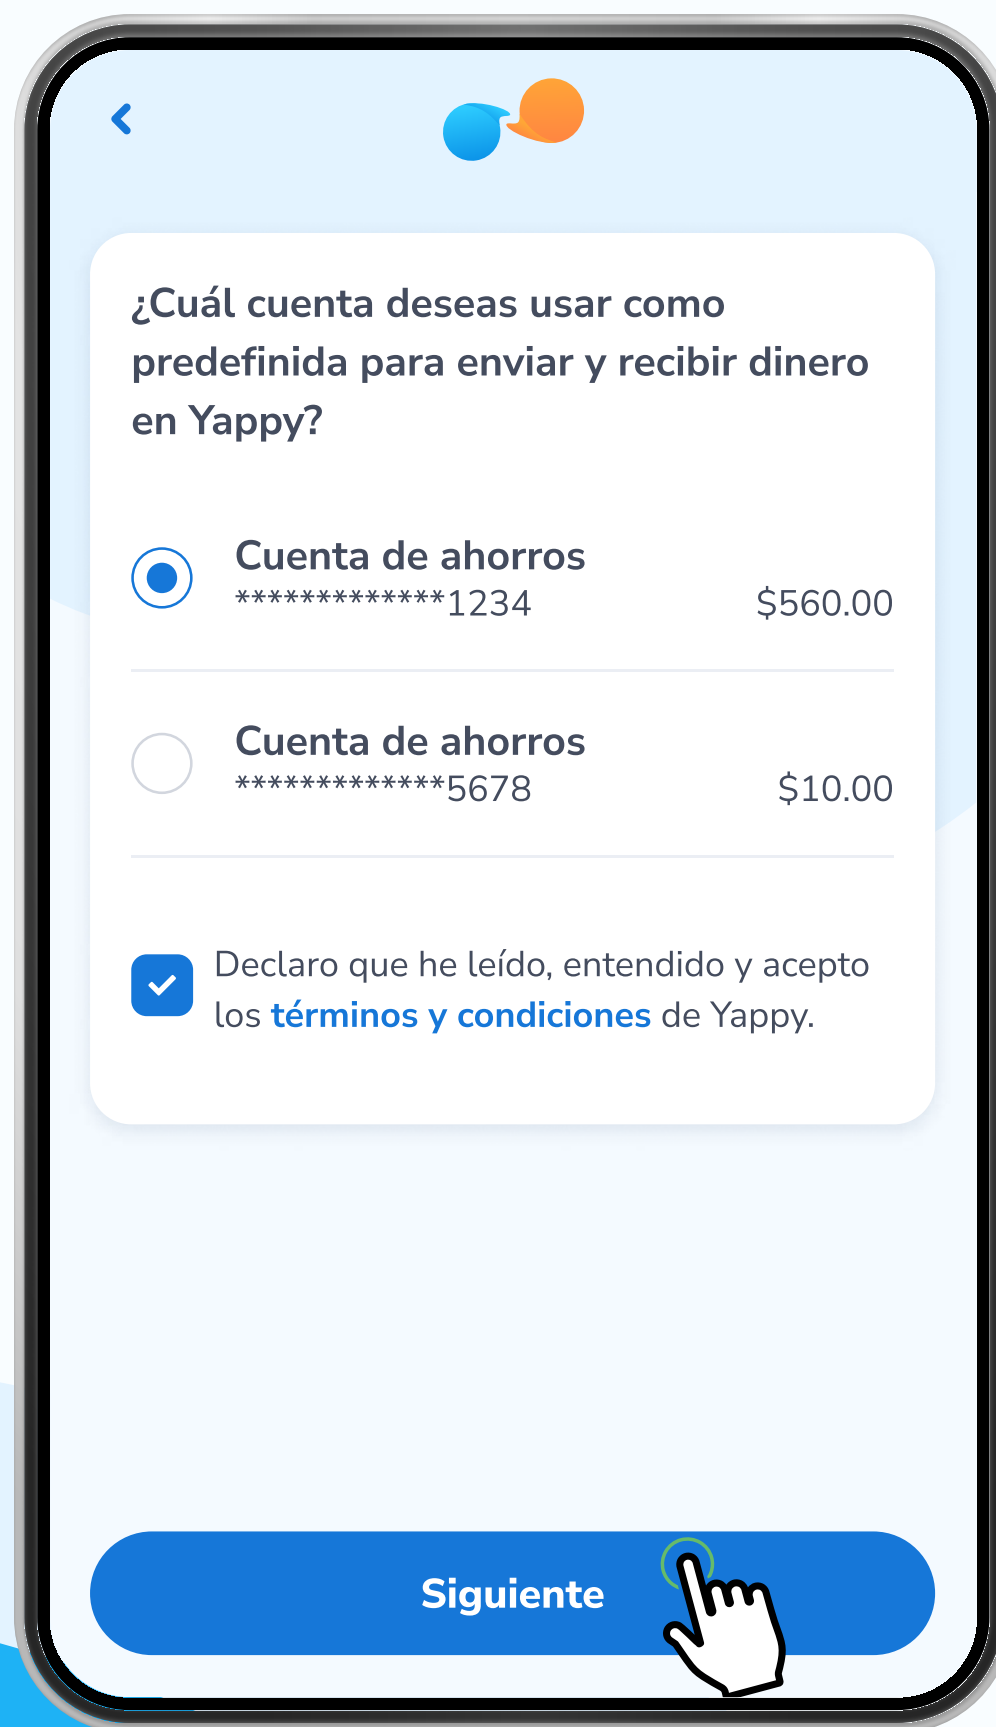 ¿Cuál cuenta deseas usar como
predefinida para enviar y recibir dinero
en Yappy?
Cuenta de ahorros
*************1234 $560.00
Cuenta de ahorros
*************5678 $10.00
Declaro que he leído, entendido y acepto
los términos y condiciones de Yappy.
Siguiente